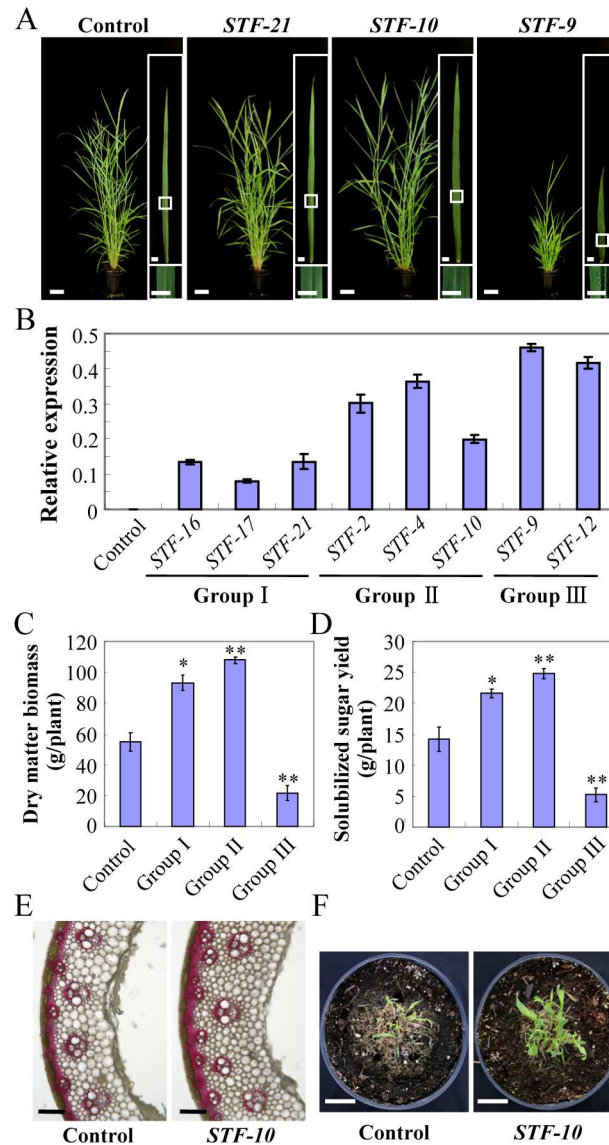 A
Control STF-21 STF-10 STF-9
B
Relative expression
0.5
0.4
0.3
0.2
0.1
0
Control STF-16 STF-17 STF-21 STF-2 STF-4 STF-10 STF-9 STF-12
Group I Group II Group III
C
Dry matter biomass
(g/plant)
120
100
80
60
40
20
0
* ** **
Control Group I Group II Group III
D
Solubilized sugar yield
(g/plant)
30
25
20
15
10
5
0
* ** **
Control Group I Group II Group III
E
Control STF-10
F
Control STF-10